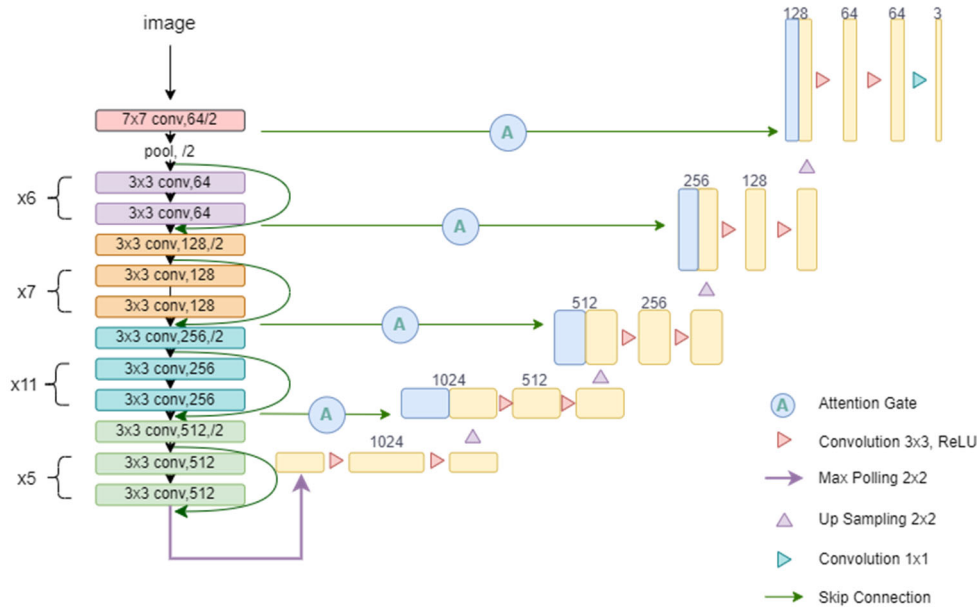 image
7x7 conv,64/2
pool, /2
x6
3x3 conv,64
3x3 conv,64
3x3 conv,128,/2
x7
3x3 conv,128
3x3 conv,128
3x3 conv,256,/2
x11
3x3 conv,256
3x3 conv,256
3x3 conv,512,/2
x5
3x3 conv,512
3x3 conv,512
A
128
64
64
3
A
256
128
A
512
256
A
1024
512
1024
A
Attention Gate
Convolution 3x3, ReLU
Max Polling 2x2
Up Sampling 2x2
Convolution 1x1
Skip Connection